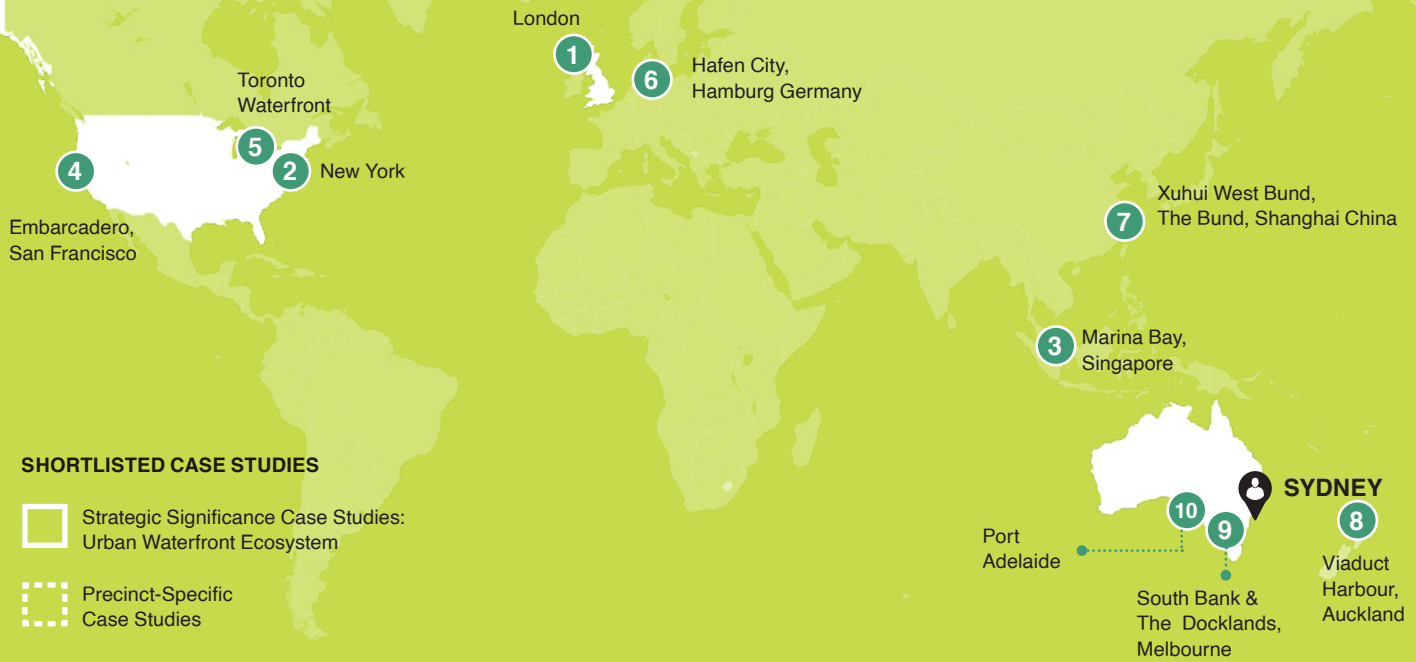 London
1
6
Hafen City,
Hamburg Germany
Toronto
Waterfront
5
4
2
New York
Embarcadero,
San Francisco
7
Xuhui West Bund,
The Bund, Shanghai China
3
Marina Bay,
Singapore
SHORTLISTED CASE STUDIES
Strategic Significance Case Studies:
Urban Waterfront Ecosystem
Precinct-Specific
Case Studies
SYDNEY
10
9
8
Port
Adelaide
South Bank &
The Docklands,
Melbourne
Viaduct
Harbour,
Auckland